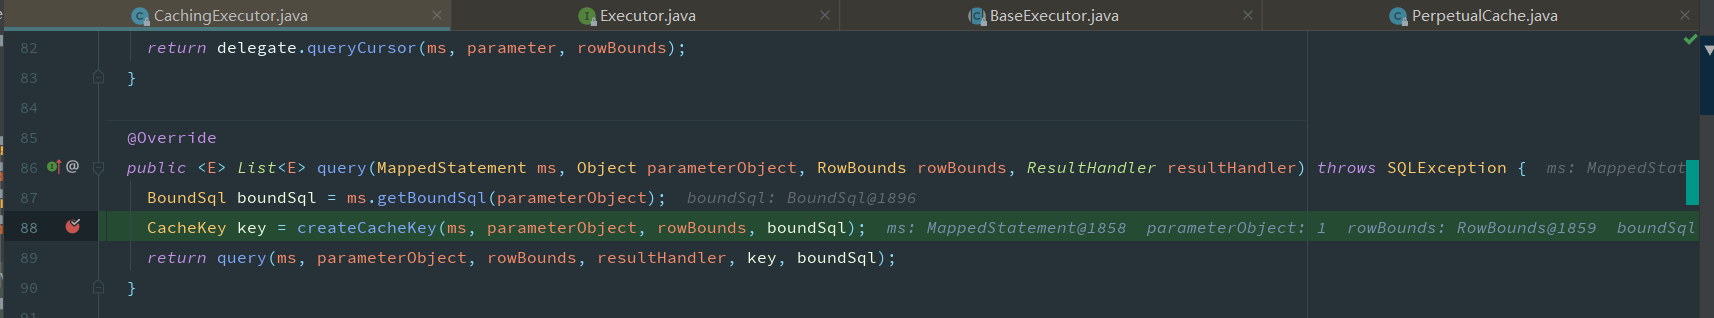 CachingExecutor.java
Executor.java
BaseExecutor.java
PerpetualCache.java
82 return delegate.queryCursor(ms, parameter, rowBounds);
83 }
84
85 @Override
86 @ public <E> List<E> query(MappedStatement ms, Object parameterObject, RowBounds rowBounds, ResultHandler resultHandler) throws SQLException { ms: MappedStat
87 BoundSql boundSql = ms.getBoundSql(parameterObject); boundSql: BoundSql@1896
88 CacheKey key = createCacheKey(ms, parameterObject, rowBounds, boundSql); ms: MappedStatement@1858 parameterObject: 1 rowBounds: RowBounds@1859 boundSql
89 return query(ms, parameterObject, rowBounds, resultHandler, key, boundSql);
90 }